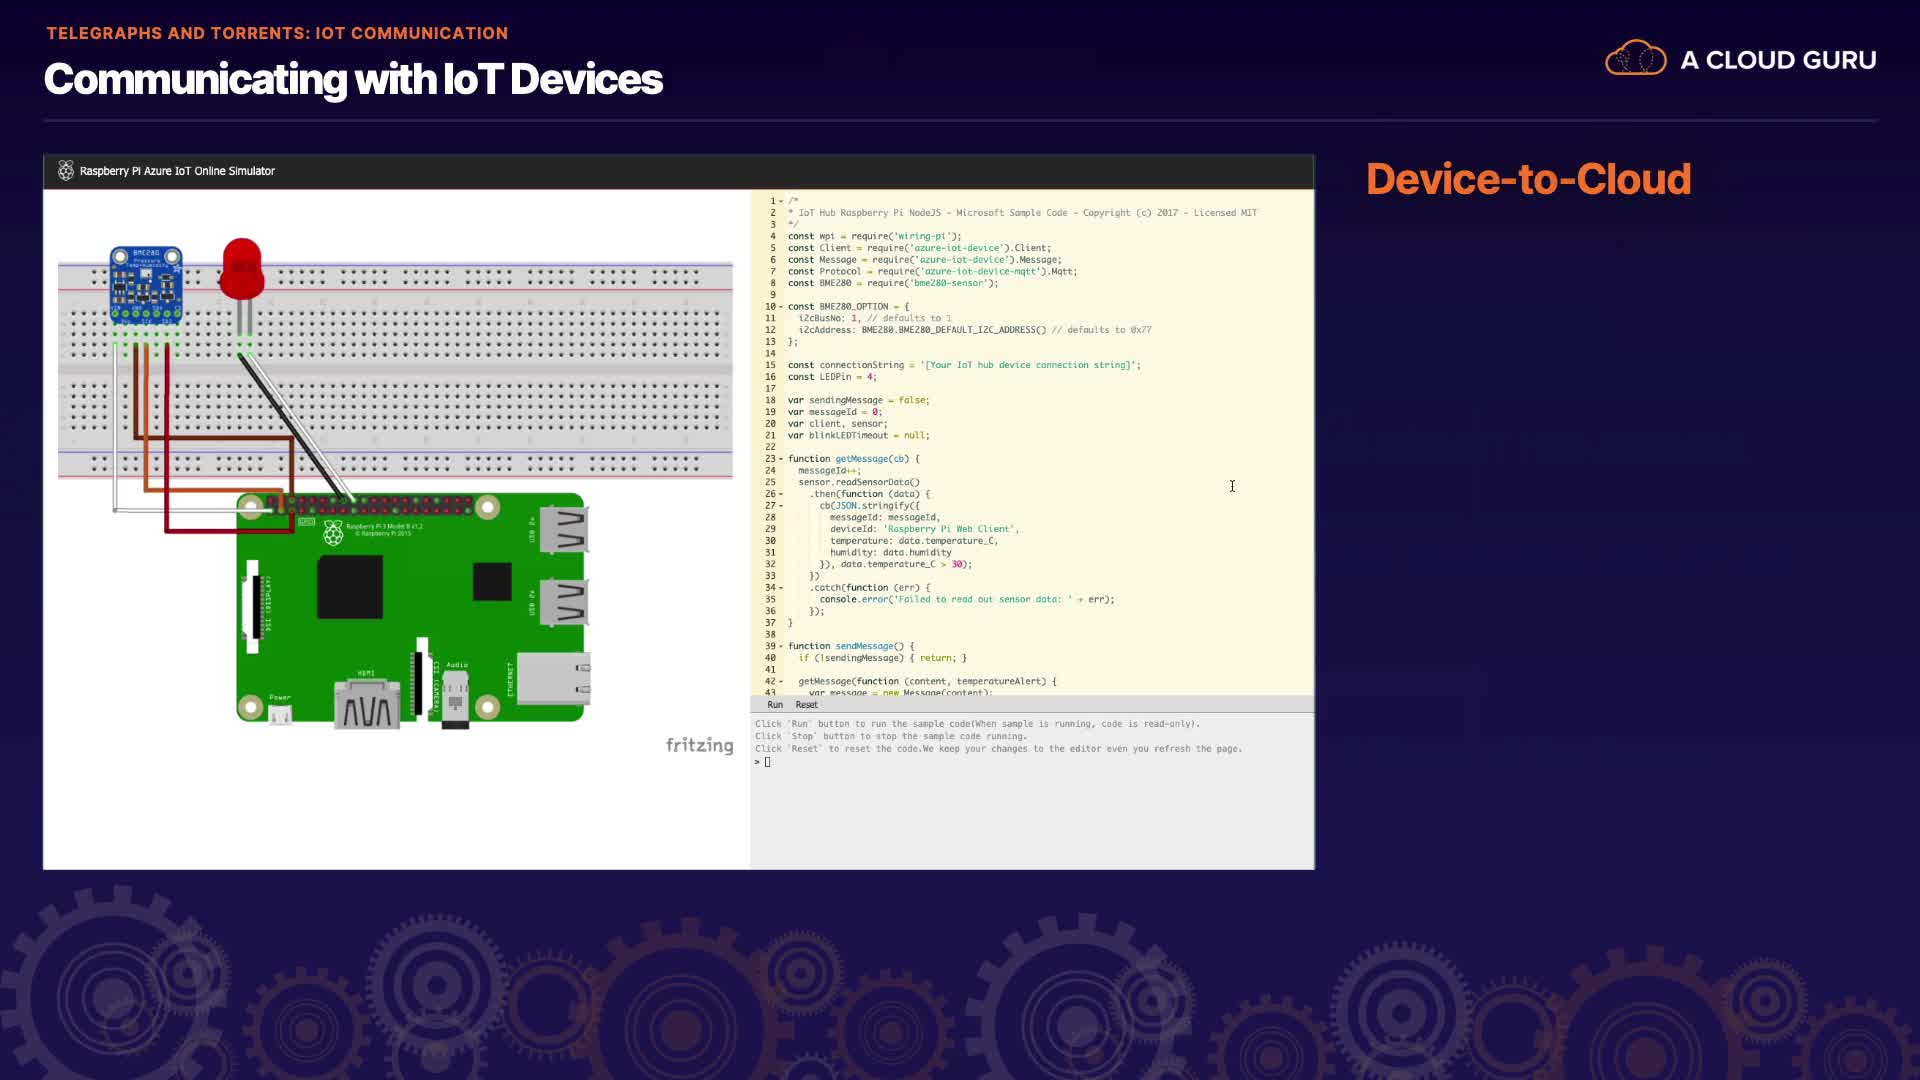 TELEGRAPHS AND TORRENTS: IOT COMMUNICATION
Communicating with IoT Devices
A CLOUD GURU
Raspberry Pi Azure IoT Online Simulator
Device-to-Cloud
BME280
Pressure
Temp+Humidity
Raspberry Pi 3 Model B v1.2
© Raspberry Pi 2015
USB 2x
USB 2x
ETHERNET
DSI (DISPLAY)
CSI (CAMERA)
Audio
HDMI
Power
fritzing
1 /*
2 * IoT Hub Raspberry Pi NodeJS - Microsoft Sample Code - Copyright (c) 2017 - Licensed MIT
3 */
4 const wpi = require('wiring-pi');
5 const Client = require('azure-iot-device').Client;
6 const Message = require('azure-iot-device').Message;
7 const Protocol = require('azure-iot-device-mqtt').Mqtt;
8 const BME280 = require('bme280-sensor');
9
10 const BME280_OPTION = {
11 i2cBusNo: 1, // defaults to 1
12 i2cAddress: BME280.BME280_DEFAULT_I2C_ADDRESS() // defaults to 0x77
13 };
14
15 const connectionString = '[Your IoT hub device connection string]';
16 const LEDPin = 4;
17
18 var sendingMessage = false;
19 var messageId = 0;
20 var client, sensor;
21 var blinkLEDTimeout = null;
22
23 function getMessage(cb) {
24 messageId++;
25 sensor.readSensorData()
26 .then(function (data) {
27 cb(JSON.stringify({
28 messageId: messageId,
29 deviceId: 'Raspberry Pi Web Client',
30 temperature: data.temperature_C,
31 humidity: data.humidity
32 }), data.temperature_C > 30);
33 })
34 .catch(function (err) {
35 console.error('Failed to read out sensor data: ' + err);
36 });
37 }
38
39 function sendMessage() {
40 if (!sendingMessage) { return; }
41
42 getMessage(function (content, temperatureAlert) {
43 var message = new Message(content);
Run Reset
Click `Run` button to run the sample code(When sample is running, code is read-only).
Click `Stop` button to stop the sample code running.
Click `Reset` to reset the code.We keep your changes to the editor even you refresh the page.
>